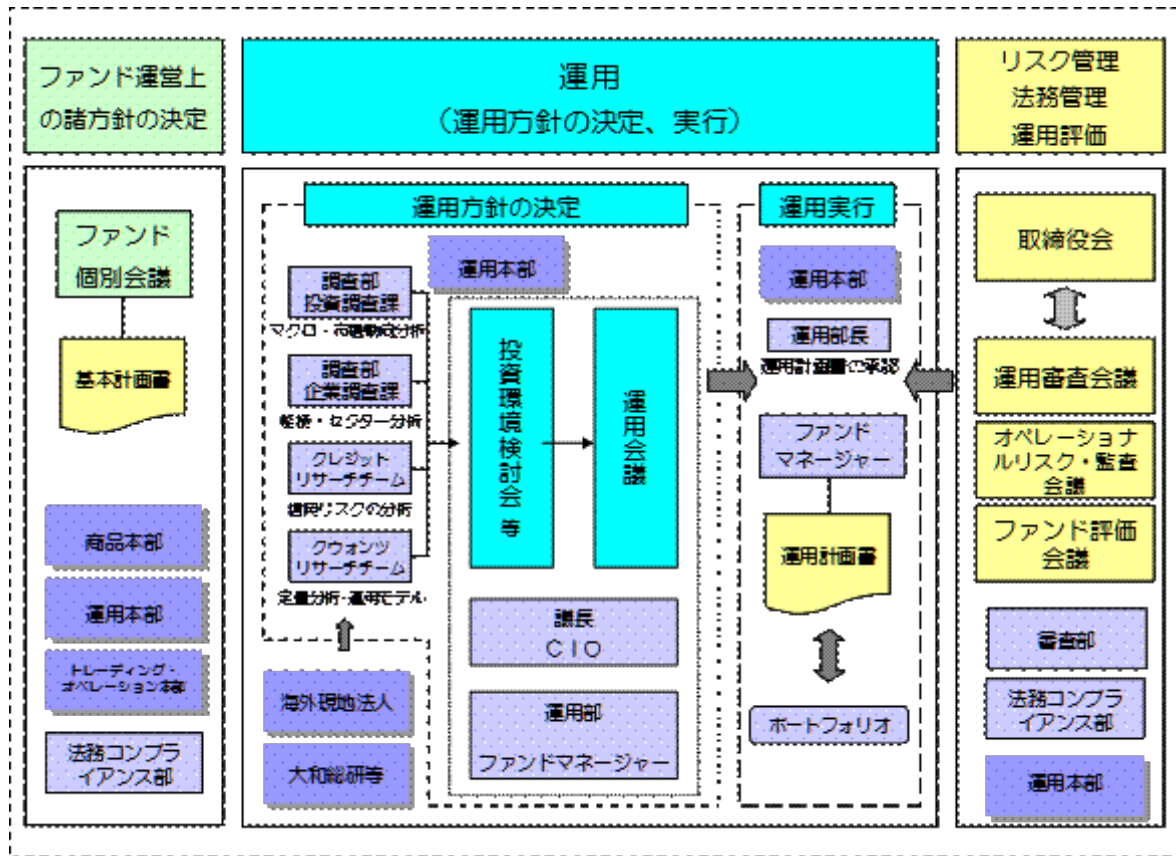 ファンド運営上
の諸方針の決定
運用
(運用方針の決定、実行)
リスク管理
法務管理
運用評価
ファンド
個別会議
基本計画書
商品本部
運用本部
トレーディング・
オペレーション本部
法務コンプラ
イアンス部
運用方針の決定
運用本部
調査部
投資調査課
マクロ・市場動向分析
調査部
企業調査課
・セクター分析
クレジット
リサーチチーム
信用リスクの分析
クウォンツ
リサーチチーム
定量分析・運用モデル
海外現地法人
大和総研等
投資環境検討会 等
運用会議
議長
CIO
運用部
ファンドマネージャー
運用実行
運用本部
運用部長
運用計画書の承認
ファンド
マネージャー
運用計画書
ポートフォリオ
取締役会
運用審査会議
オペレーショナ
ルリスク・監査
会議
ファンド評価
会議
審査部
法務コンプラ
イアンス部
運用本部